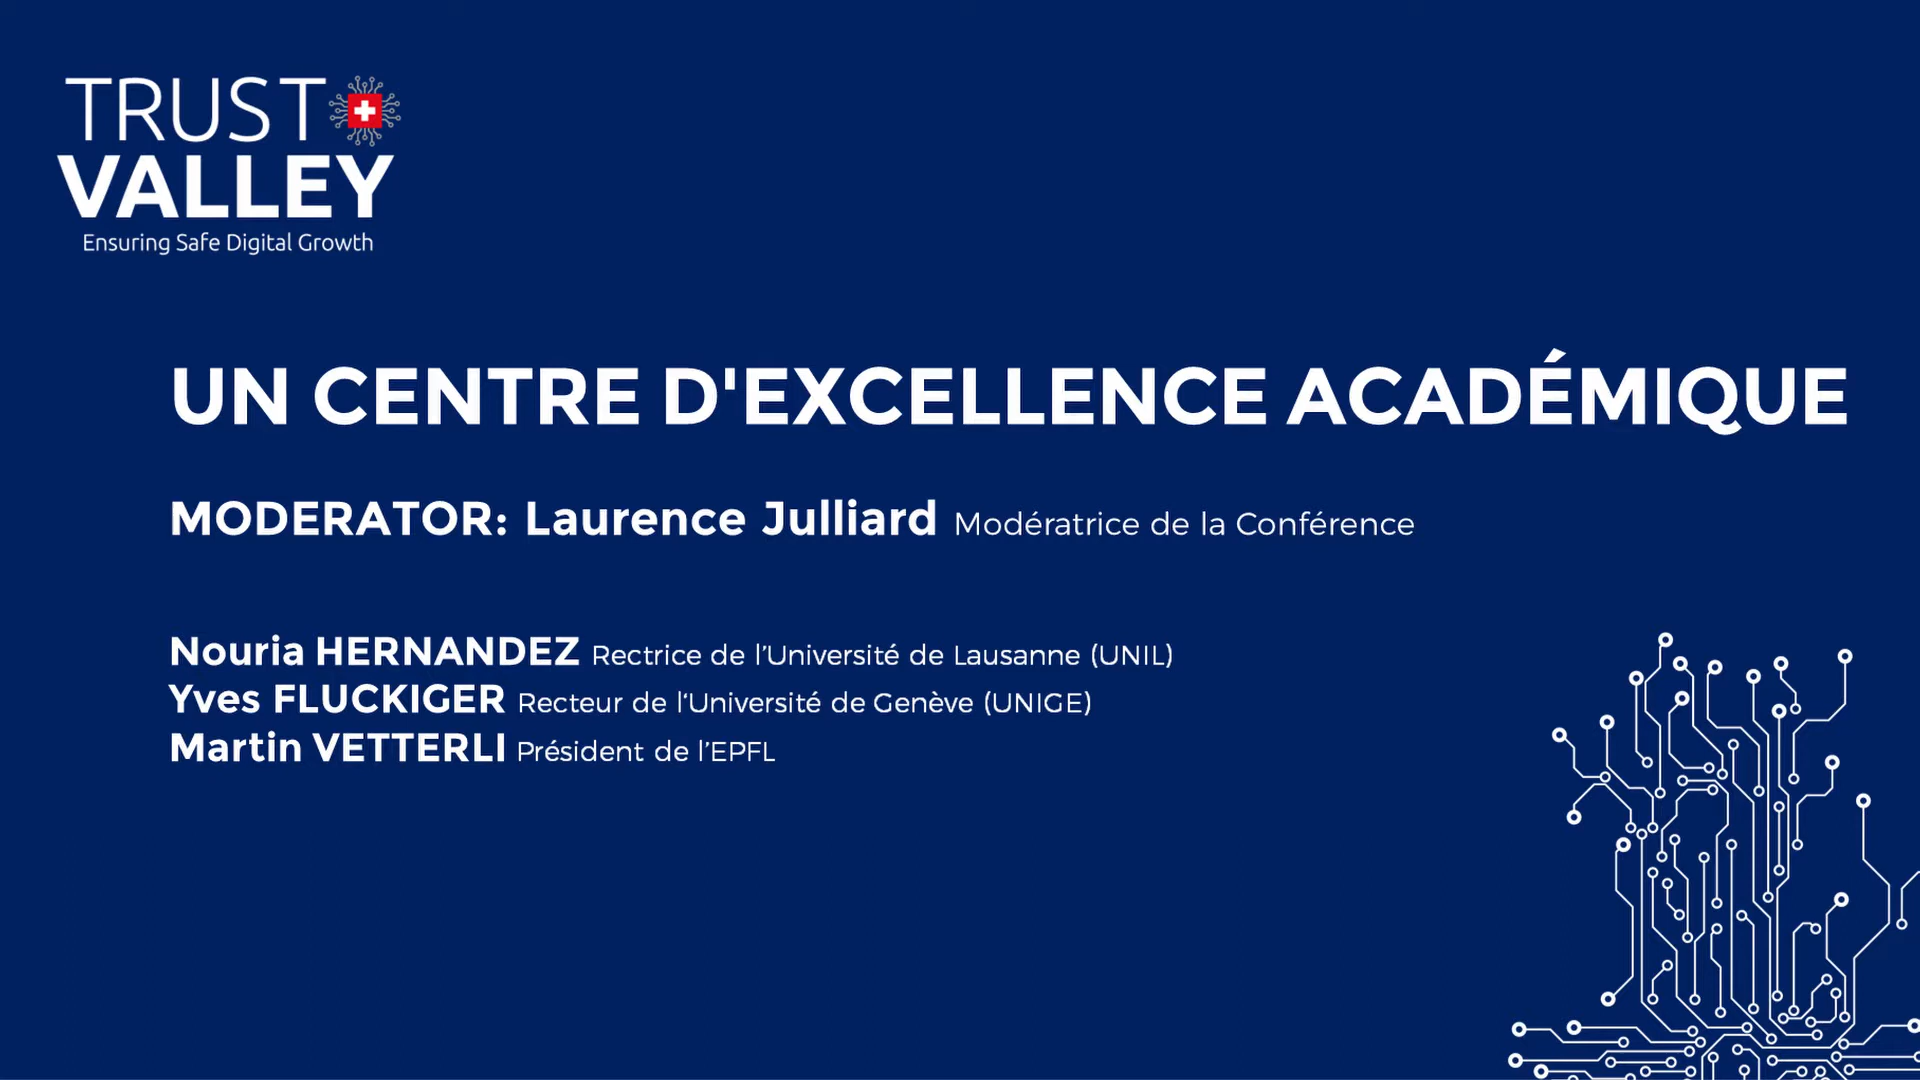 TRUST
VALLEY
Ensuring Safe Digital Growth
UN CENTRE D'EXCELLENCE ACADÉMIQUE
MODERATOR: Laurence Julliard Modératrice de la Conférence
Nouria HERNANDEZ Rectrice de l’Université de Lausanne (UNIL)
Yves FLUCKIGER Recteur de l‘Université de Genève (UNIGE)
Martin VETTERLI Président de l’EPFL